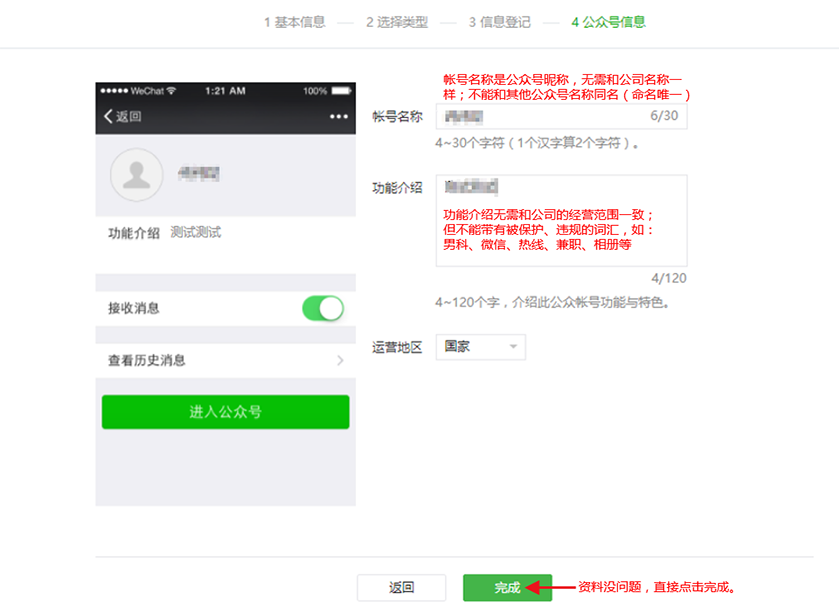 1 基本信息 2 选择类型 3 信息登记 4 公众号信息
WeChat 1:21 AM 100%
返回
功能介绍 测试测试
接收消息
查看历史消息
进入公众号
帐号名称是公众号昵称，无需和公司名称一
样；不能和其他公众号名称同名（命名唯一）
帐号名称
6/30
4~30个字符（1个汉字算2个字符）。
功能介绍
功能介绍无需和公司的经营范围一致；
但不能带有被保护、违规的词汇，如：
男科、微信、热线、兼职、相册等
4/120
4~120个字，介绍此公众帐号功能与特色。
运营地区 国家
返回 完成 资料没问题，直接点击完成。